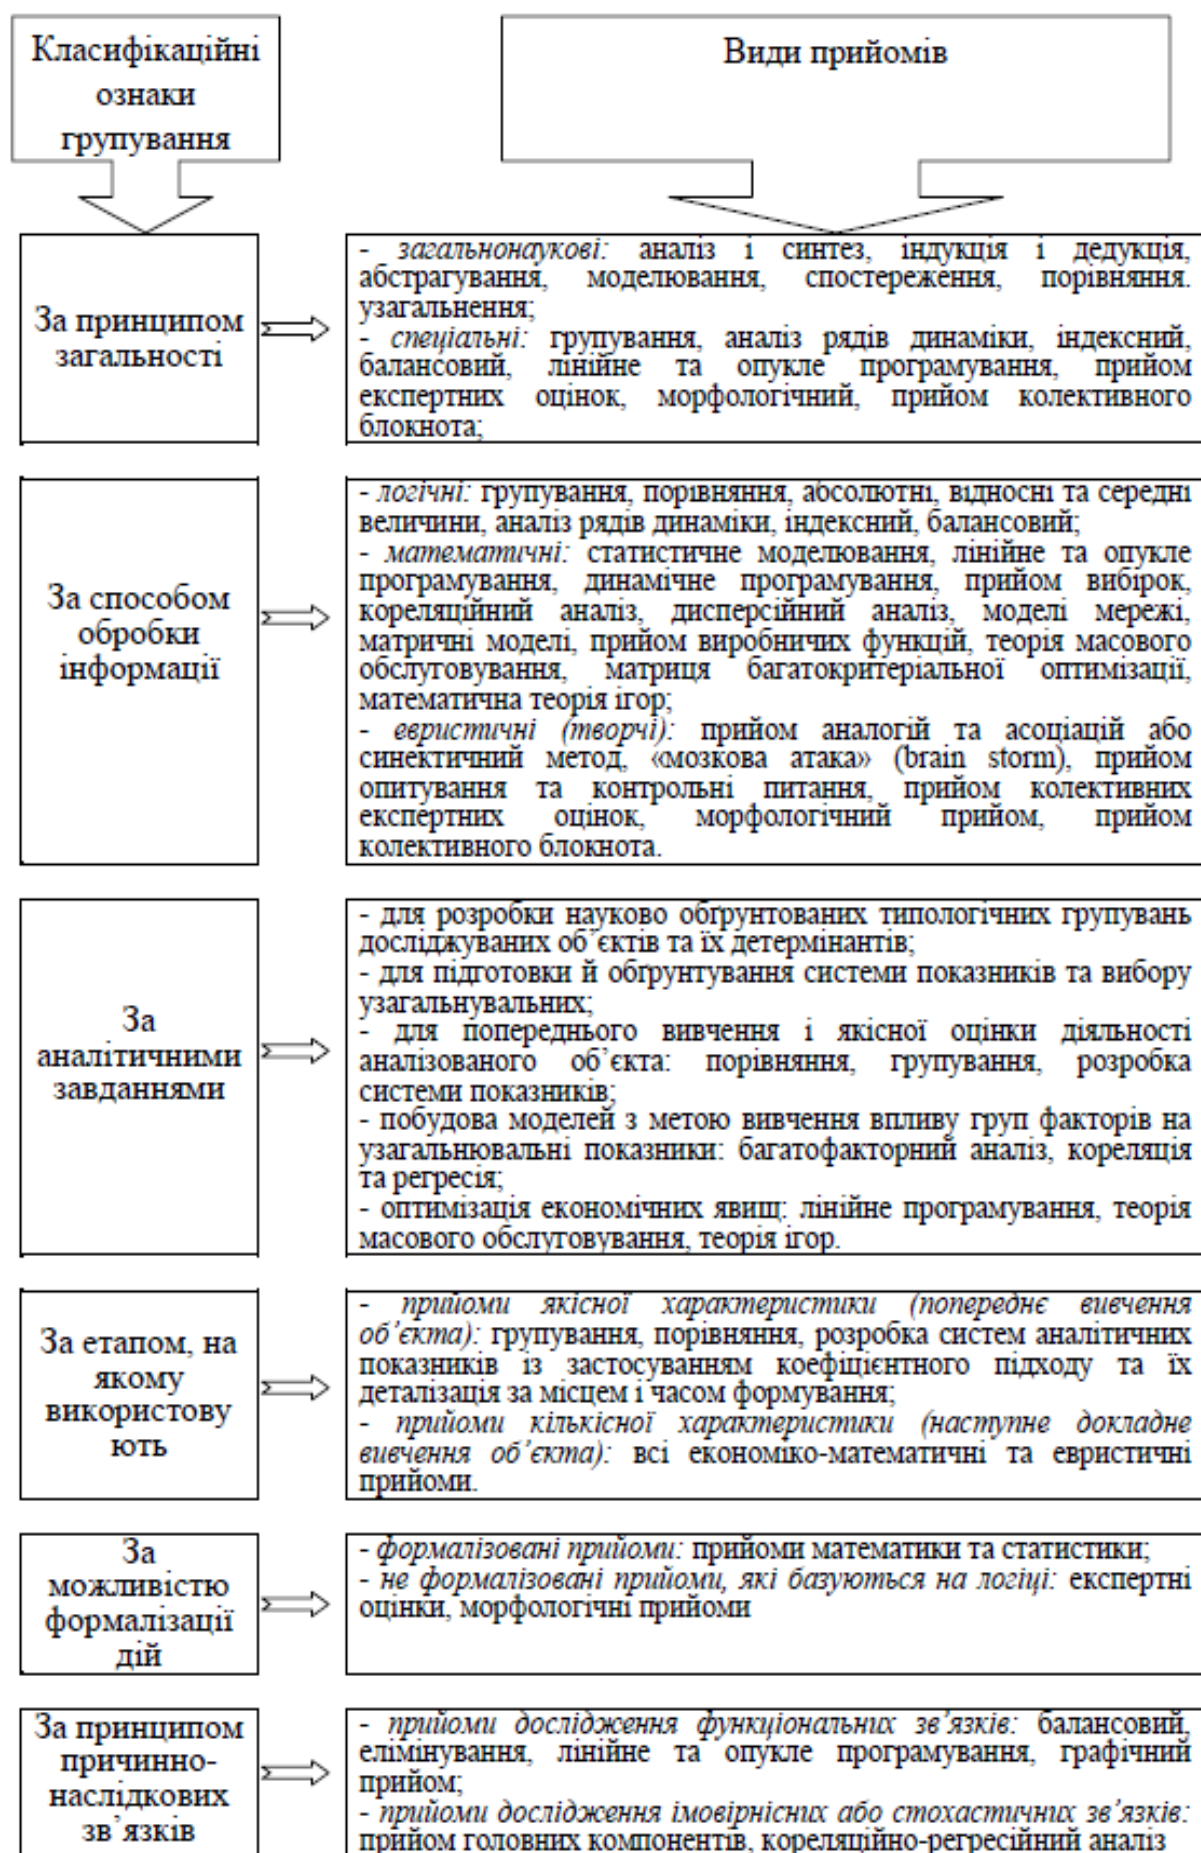 Класифікаційні
ознаки
групування
Види прийомів
За принципом
загальності
- загальнонаукові: аналіз і синтез, індукція і дедукція,
абстрагування, моделювання, спостереження, порівняння.
узагальнення;
- спеціальні: групування, аналіз рядів динаміки, індексний,
балансовий, лінійне та опукле програмування, прийом
експертних оцінок, морфологічний, прийом колективного
блокнота;
За способом
обробки
інформації
- логічні: групування, порівняння, абсолютні, відносні та середні
величини, аналіз рядів динаміки, індексний, балансовий;
- математичні: статистичне моделювання, лінійне та опукле
програмування, динамічне програмування, прийом вибірок,
кореляційний аналіз, дисперсійний аналіз, моделі мережі,
матричні моделі, прийом виробничих функцій, теорія масового
обслуговування, матриця багатокритеріальної оптимізації,
математична теорія ігор;
- евристичні (творчі): прийом аналогій та асоціацій або
синектичний метод, «мозкова атака» (brain storm), прийом
опитування та контрольні питання, прийом колективних
експертних оцінок, морфологічний прийом, прийом
колективного блокнота.
За
аналітичними
завданнями
- для розробки науково обґрунтованих типологічних групувань
досліджуваних об’єктів та їх детермінантів;
- для підготовки й обґрунтування системи показників та вибору
узагальнувальних;
- для попереднього вивчення і якісної оцінки діяльності
аналізованого об’єкта: порівняння, групування, розробка
системи показників;
- побудова моделей з метою вивчення впливу груп факторів на
узагальнювальні показники: багатофакторний аналіз, кореляція
та регресія;
- оптимізація економічних явищ: лінійне програмування, теорія
масового обслуговування, теорія ігор.
За етапом, на
якому
використову
ють
- прийоми якісної характеристики (попереднє вивчення
об’єкта): групування, порівняння, розробка систем аналітичних
показників із застосуванням коефіцієнтного підходу та їх
деталізація за місцем і часом формування;
- прийоми кількісної характеристики (наступне докладне
вивчення об’єкта): всі економіко-математичні та евристичні
прийоми.
За
можливістю
формалізації
дій
- формалізовані прийоми: прийоми математики та статистики;
- не формалізовані прийоми, які базуються на логіці: експертні
оцінки, морфологічні прийоми
За принципом
причинно-
наслідкових
зв’язків
- прийоми дослідження функціональних зв’язків: балансовий,
елімінування, лінійне та опукле програмування, графічний
прийом;
- прийоми дослідження імовірнісних або стохастичних зв’язків:
прийом головних компонентів, кореляційно-регресійний аналіз